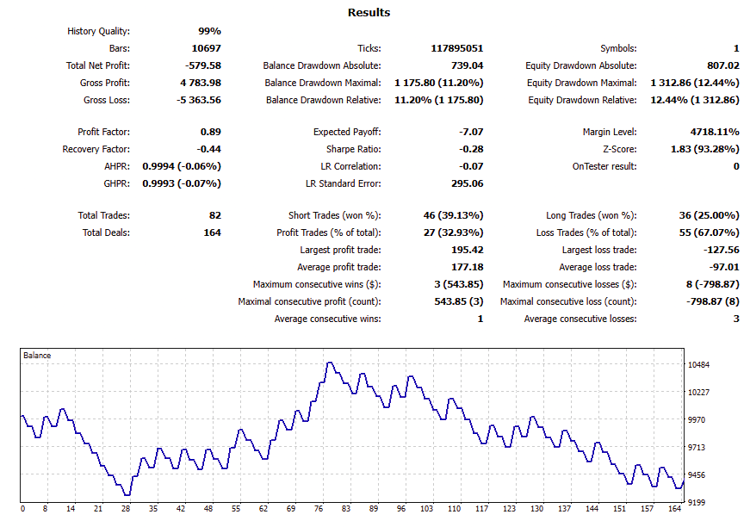 Results
History Quality: 99%
Bars: 10697 Ticks: 117895051 Symbols: 1
Total Net Profit: -579.58 Balance Drawdown Absolute: 739.04 Equity Drawdown Absolute: 807.02
Gross Profit: 4 783.98 Balance Drawdown Maximal: 1 175.80 (11.20%) Equity Drawdown Maximal: 1 312.86 (12.44%)
Gross Loss: -5 363.56 Balance Drawdown Relative: 11.20% (1 175.80) Equity Drawdown Relative: 12.44% (1 312.86)
Profit Factor: 0.89 Expected Payoff: -7.07 Margin Level: 4718.11%
Recovery Factor: -0.44 Sharpe Ratio: -0.28 Z-Score: 1.83 (93.28%)
AHPR: 0.9994 (-0.06%) LR Correlation: -0.07 OnTester result: 0
GHPR: 0.9993 (-0.07%) LR Standard Error: 295.06
Total Trades: 82 Short Trades (won %): 46 (39.13%) Long Trades (won %): 36 (25.00%)
Total Deals: 164 Profit Trades (% of total): 27 (32.93%) Loss Trades (% of total): 55 (67.07%)
Largest profit trade: 195.42 Largest loss trade: -127.56
Average profit trade: 177.18 Average loss trade: -97.01
Maximum consecutive wins ($): 3 (543.85) Maximum consecutive losses ($): 8 (-798.87)
Maximal consecutive profit (count): 543.85 (3) Maximal consecutive loss (count): -798.87 (8)
Average consecutive wins: 1 Average consecutive losses: 3
Balance
10484
10227
9970
9713
9456
9199
0 8 14 21 28 35 42 48 55 62 69 76 83 89 96 103 110 117 123 130 137 144 151 157 164